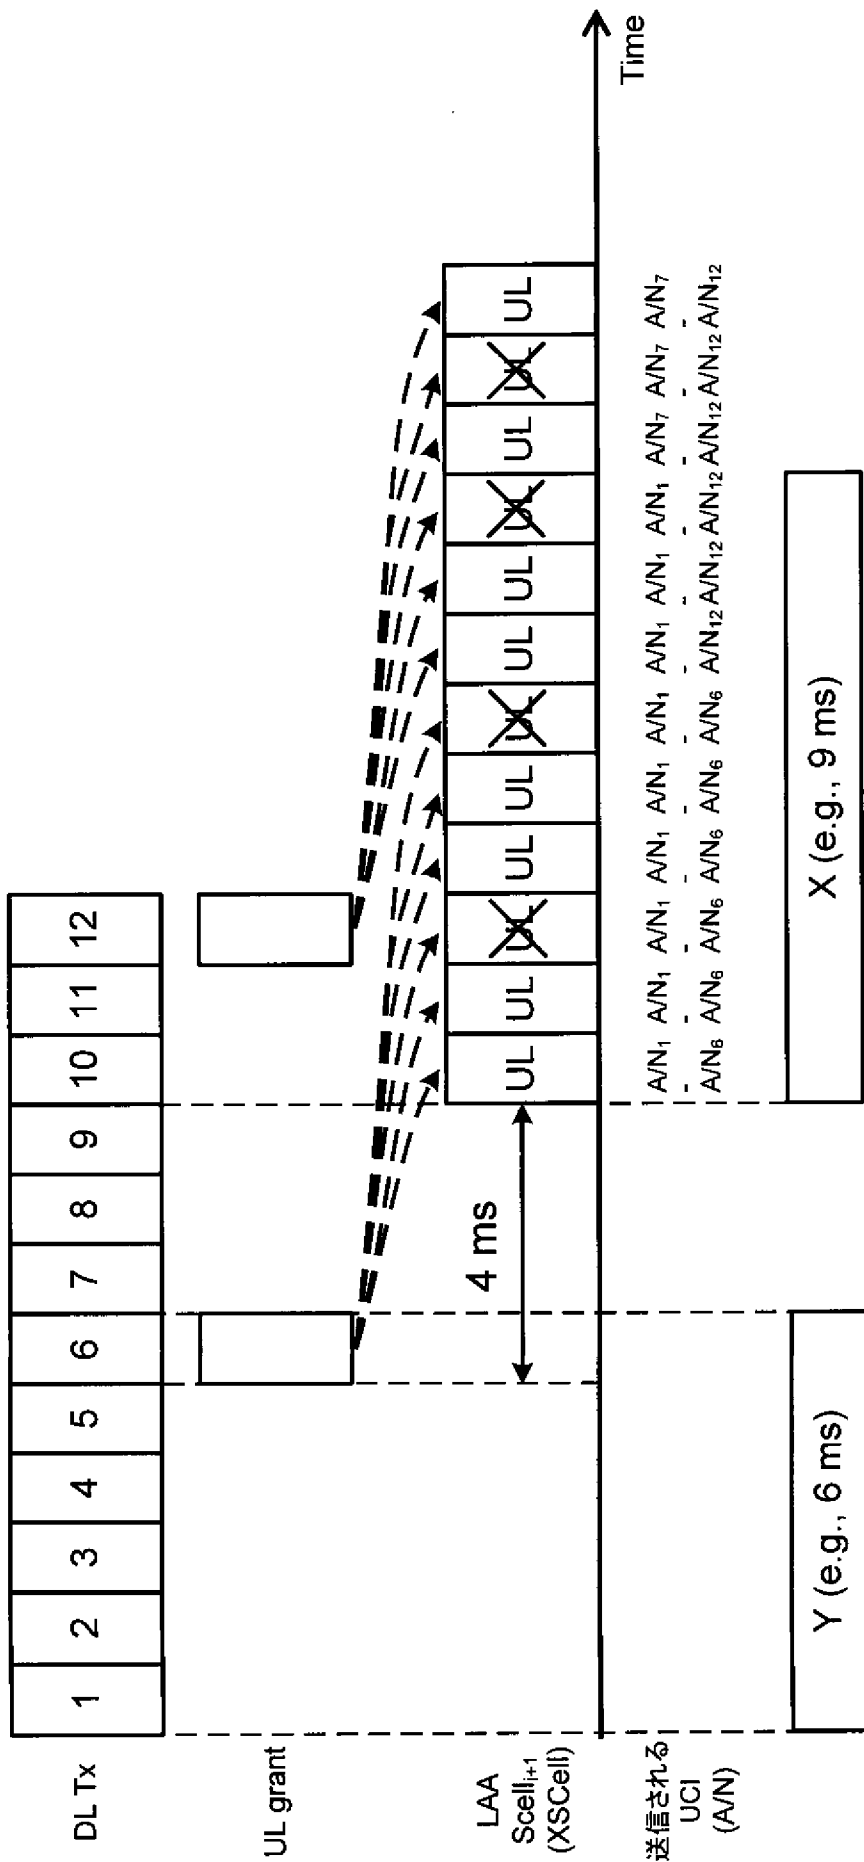 DL Tx 1 2 3 4 5 6 7 8 9 10 11 12
UL grant
4 ms
LAA
Scell<sub>i+1</sub>
(XSCell)
UL UL UL UL UL UL UL UL UL UL UL UL
Time
送信される
UCI
(A/N)
A/N₁ A/N₁ A/N₁ A/N₁ A/N₁ A/N₁ A/N₁ A/N₁ A/N₁ A/N₇ A/N₇ A/N₇
- - - - - - - - - - - -
A/N₆ A/N₆ A/N₆ A/N₆ A/N₆ A/N₆ A/N₁₂ A/N₁₂ A/N₁₂ A/N₁₂ A/N₁₂ A/N₁₂
Y (e.g., 6 ms)
X (e.g., 9 ms)